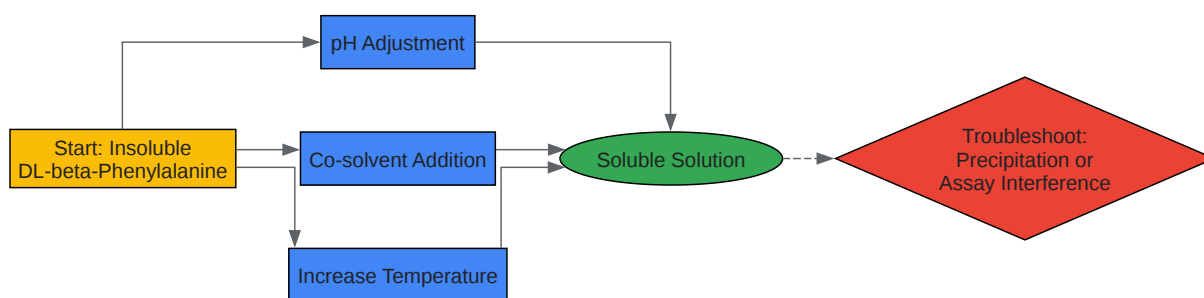 pH Adjustment
Start: Insoluble
DL-beta-Phenylalanine
Co-solvent Addition
Soluble Solution
Troubleshoot:
Precipitation or
Assay Interference
Increase Temperature